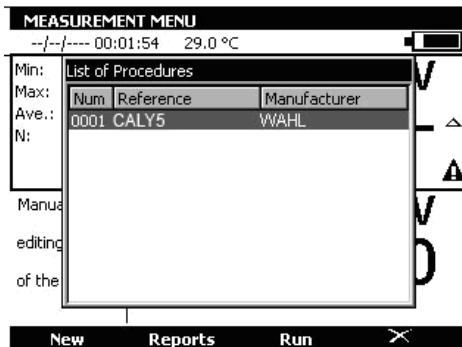 MEASUREMENT MENU
--/--/---- 00:01:54 29.0 °C
Min:
Max:
Ave.:
N:
List of Procedures
Num Reference Manufacturer
0001 CALY5 WAHL
V
Manua
editing
of the
V
0
New Reports Run